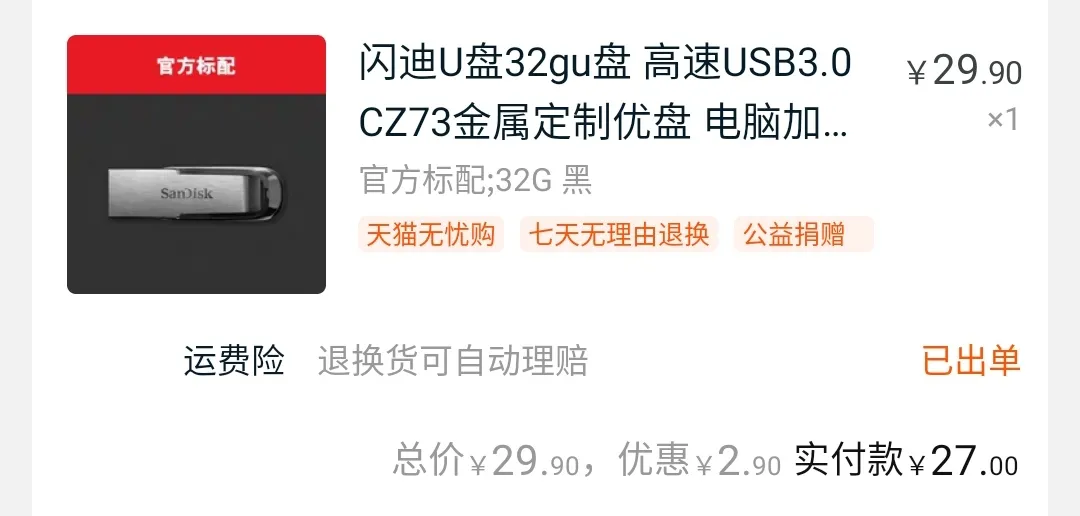 官方标配
SanDisk
闪迪U盘32gu盘 高速USB3.0
CZ73金属定制优盘 电脑加...
¥29.90
×1
官方标配;32G 黑
天猫无忧购 七天无理由退换 公益捐赠
运费险 退换货可自动理赔 已出单
总价¥29.90，优惠¥2.90 实付款¥27.00